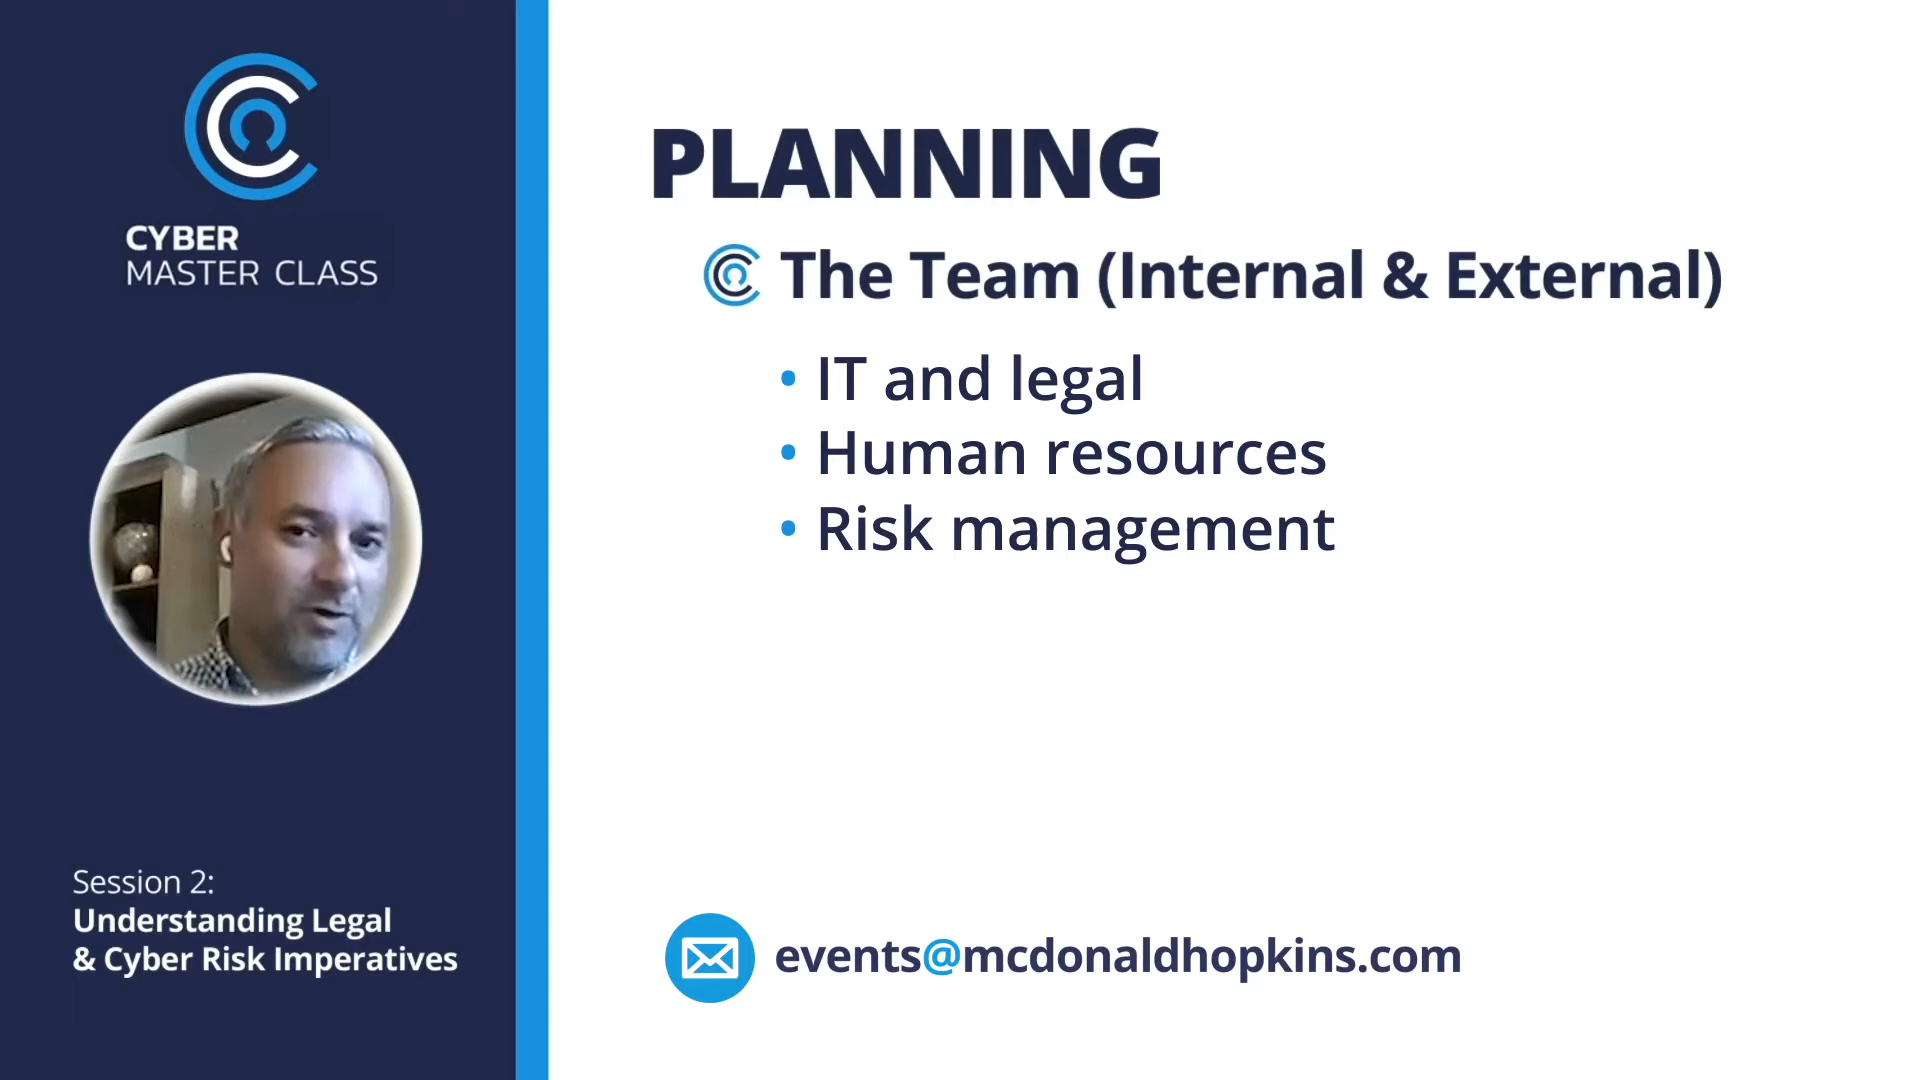 CYBER
MASTER CLASS
Session 2:
Understanding Legal
& Cyber Risk Imperatives
PLANNING
The Team (Internal & External)
• IT and legal
• Human resources
• Risk management
events@mcdonaldhopkins.com